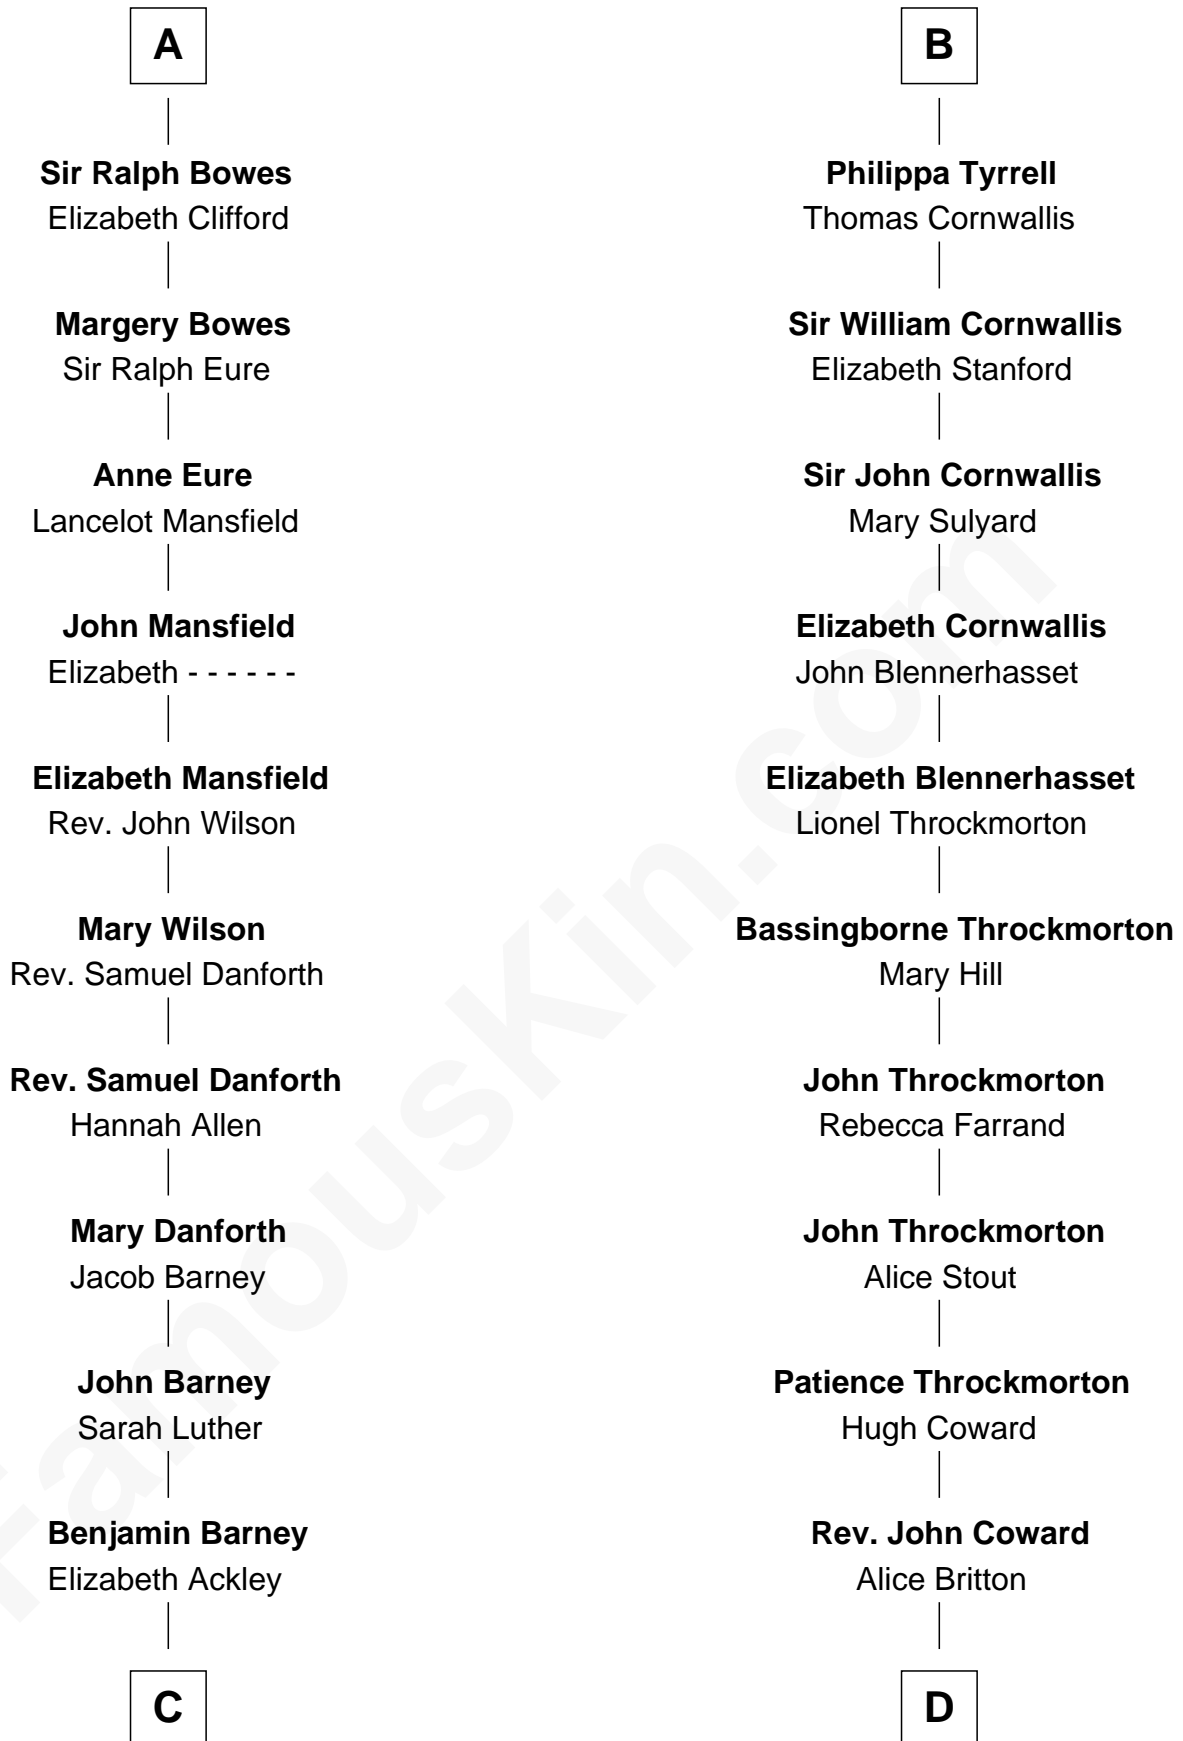 A
Sir Ralph Bowes
Elizabeth Clifford
Margery Bowes
Sir Ralph Eure
Anne Eure
Lancelot Mansfield
John Mansfield
Elizabeth - - - - - -
Elizabeth Mansfield
Rev. John Wilson
Mary Wilson
Rev. Samuel Danforth
Rev. Samuel Danforth
Hannah Allen
Mary Danforth
Jacob Barney
John Barney
Sarah Luther
Benjamin Barney
Elizabeth Ackley
C
B
Philippa Tyrrell
Thomas Cornwallis
Sir William Cornwallis
Elizabeth Stanford
Sir John Cornwallis
Mary Sulyard
Elizabeth Cornwallis
John Blennerhasset
Elizabeth Blennerhasset
Lionel Throckmorton
Bassingborne Throckmorton
Mary Hill
John Throckmorton
Rebecca Farrand
John Throckmorton
Alice Stout
Patience Throckmorton
Hugh Coward
Rev. John Coward
Alice Britton
D
FamousKin.com